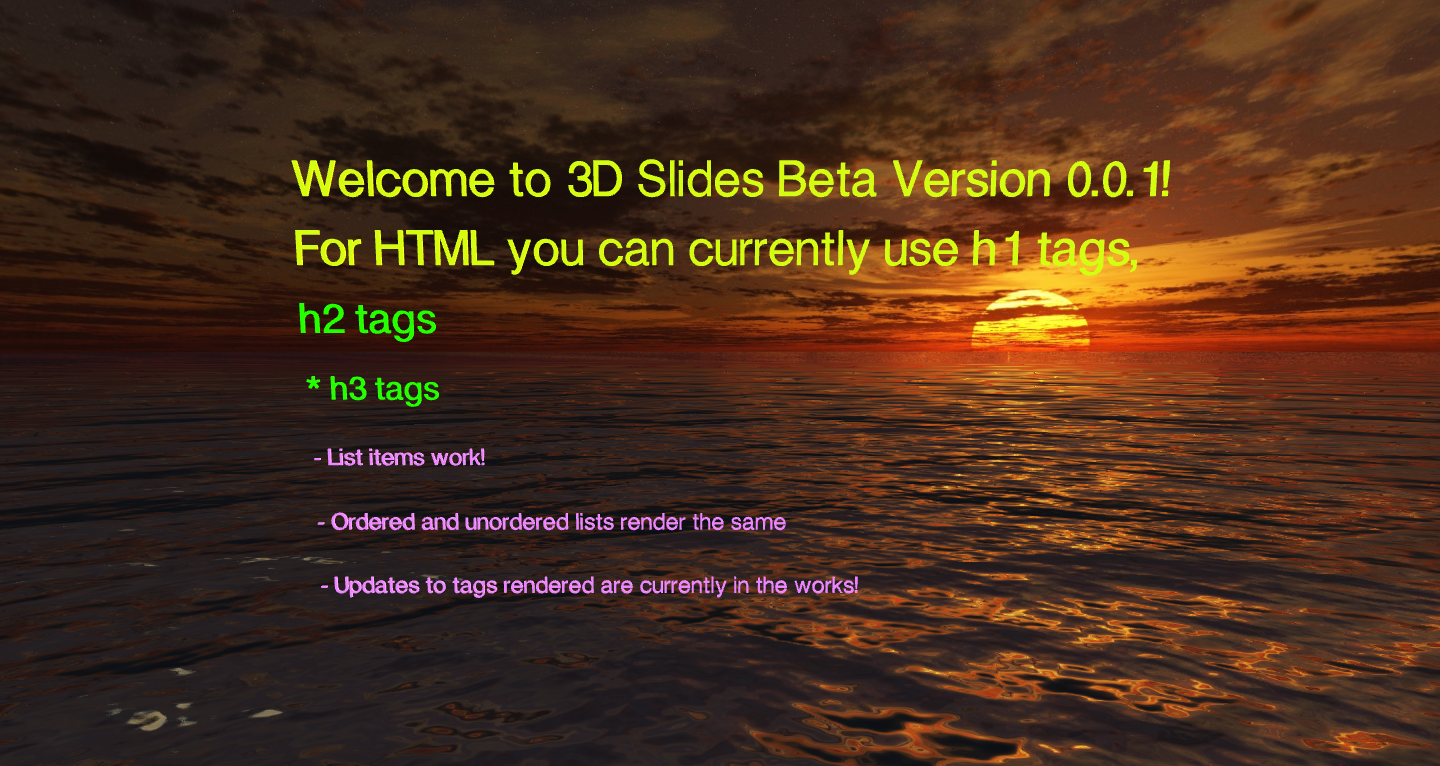 Welcome to 3D Slides Beta Version 0.0.1!
For HTML you can currently use h1 tags,
h2 tags
* h3 tags
- List items work!
- Ordered and unordered lists render the same
- Updates to tags rendered are currently in the works!